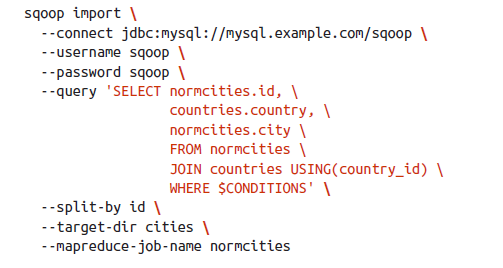 sqoop import \
--connect jdbc:mysql://mysql.example.com/sqoop \
--username sqoop \
--password sqoop \
--query 'SELECT normcities.id, \
countries.country, \
normcities.city \
FROM normcities \
JOIN countries USING(country_id) \
WHERE $CONDITIONS' \
--split-by id \
--target-dir cities \
--mapreduce-job-name normcities